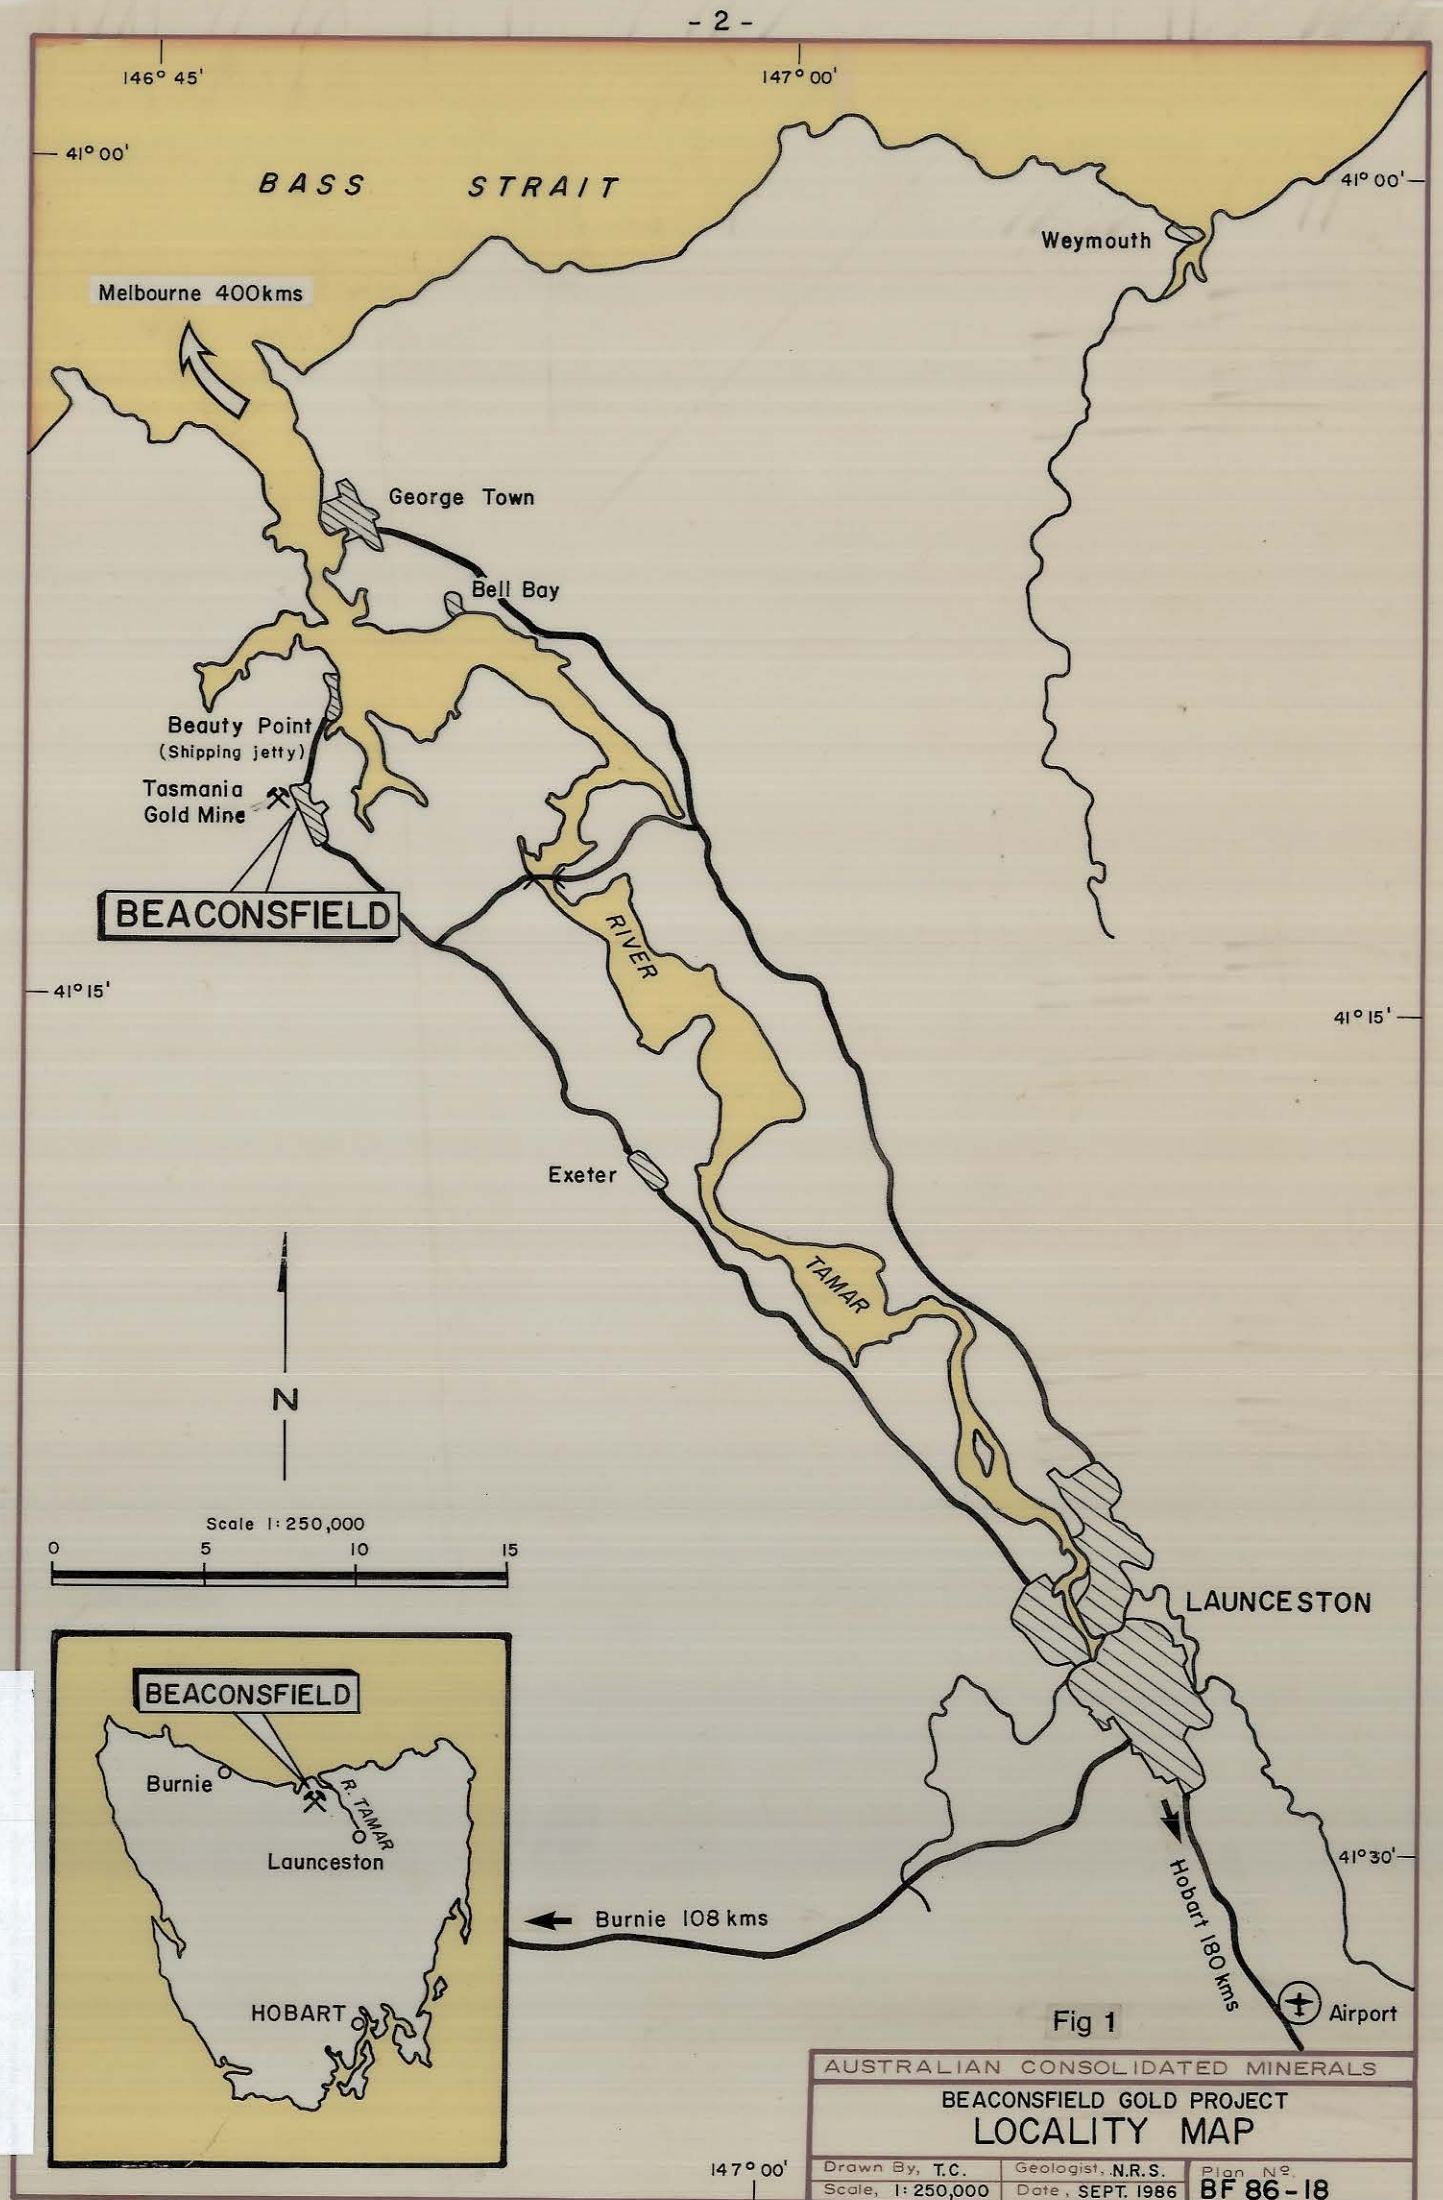 - 2 -
146° 45'
147° 00'
41° 00'
41° 00'
BASS STRAIT
Weymouth
Melbourne 400kms
George Town
Bell Bay
Beauty Point
(Shipping jetty)
Tasmania
Gold Mine
BEACONSFIELD
RIVER
41° 15'
41° 15'
Exeter
TAMAR
N
Scale 1:250,000
0 5 10 15
LAUNCESTON
BEACONSFIELD
Burnie
R. TAMAR
Launceston
HOBART
41° 30'
Burnie 108 kms
Hobart 180 kms
Airport
Fig 1
AUSTRALIAN CONSOLIDATED MINERALS
BEACONSFIELD GOLD PROJECT
LOCALITY MAP
147° 00'
Drawn By, T.C.
Geologist, N.R.S.
Plan Nº.
Scale, 1:250,000
Date, SEPT. 1986
BF 86-18